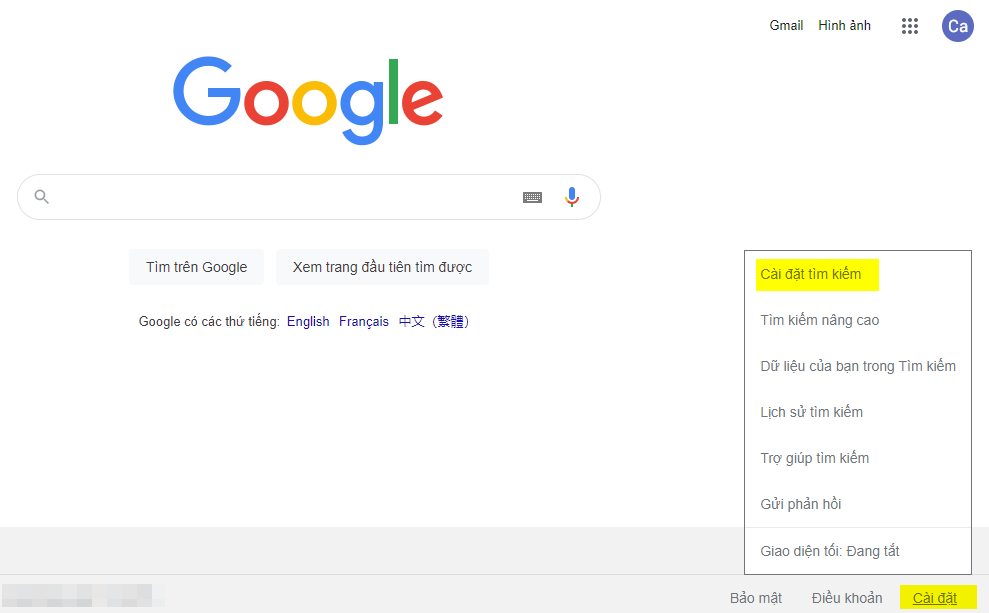 Gmail Hình ảnh
Ca
Google
Tìm trên Google
Xem trang đầu tiên tìm được
Google có các thứ tiếng: English Français 中文（繁體）
Cài đặt tìm kiếm
Tìm kiếm nâng cao
Dữ liệu của bạn trong Tìm kiếm
Lịch sử tìm kiếm
Trợ giúp tìm kiếm
Gửi phản hồi
Giao diện tối: Đang tắt
Bảo mật Điều khoản Cài đặt